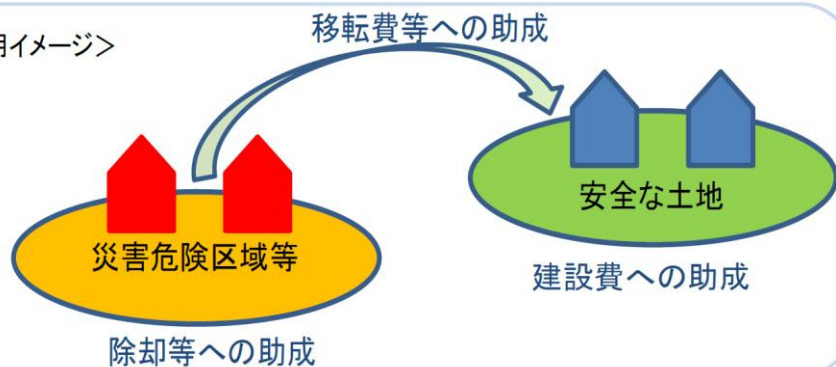 用イメージ＞
移転費等への助成
災害危険区域等
安全な土地
建設費への助成
除却等への助成